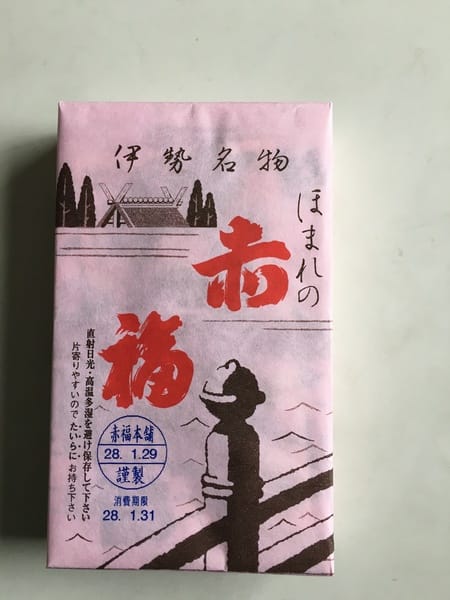 伊勢名物
ほまれの
赤福
直射日光・高温多湿を避け保存して下さい
片寄りやすいので たいらに お持ち下さい
赤福本舗
28. 1.29
謹製
消費期限
28. 1.31